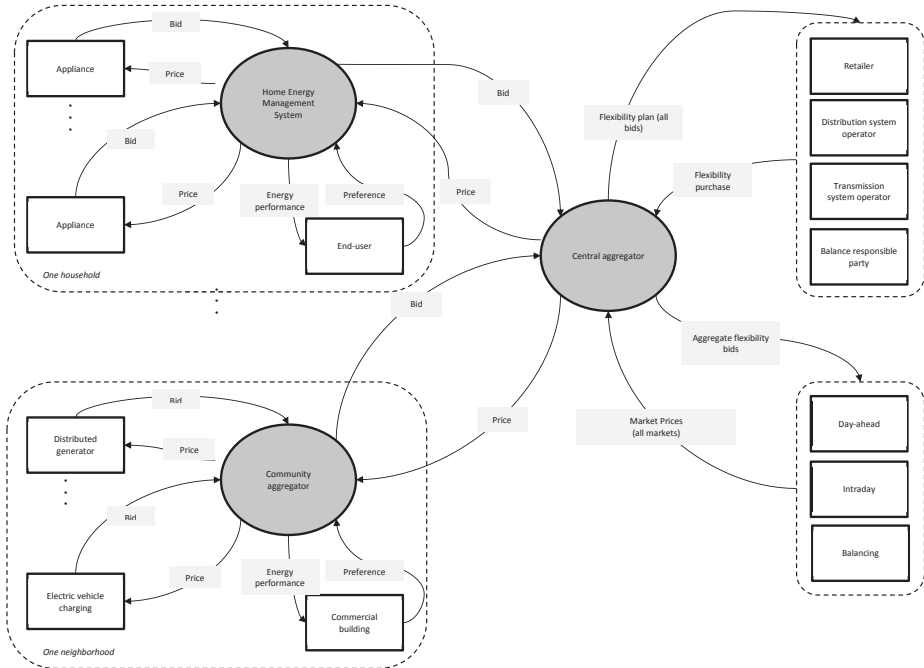 Bid
Appliance
Price
Home Energy
Management
System
Bid
Appliance
Price
Energy
performance
Preference
End-user
One household
Bid
Price
Bid
Flexibility plan (all
bids)
Flexibility
purchase
Central aggregator
Retailer
Distribution system
operator
Transmission
system operator
Balance responsible
party
Aggregate flexibility
bids
Market Prices
(all markets)
Price
Day-ahead
Intraday
Balancing
Bid
Distributed
generator
Price
Community
aggregator
Bid
Electric vehicle
charging
Price
Energy
performance
Preference
Commercial
building
One neighborhood